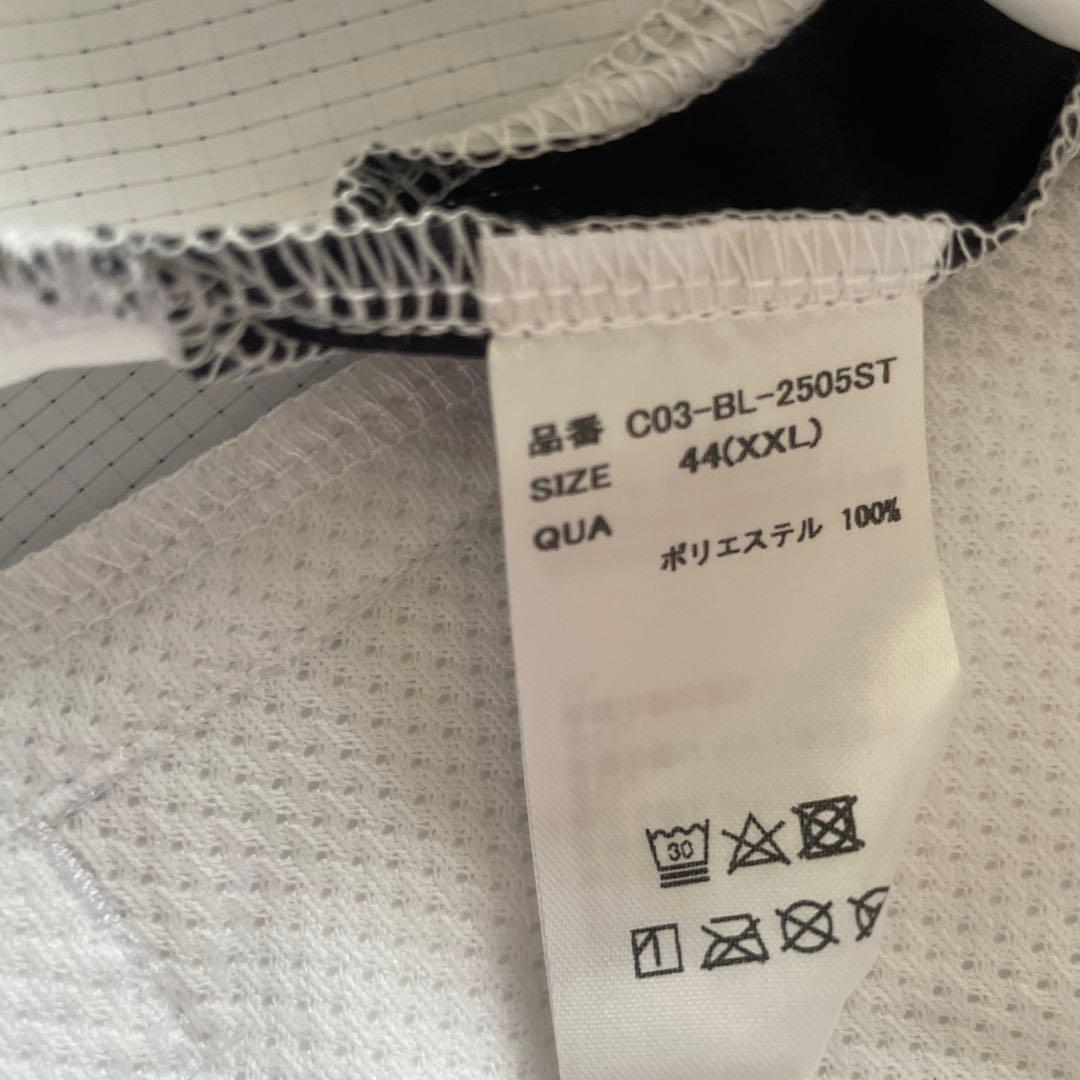 品番 C03-BL-2505ST
SIZE 44(XXL)
QUA ポリエステル 100%
30